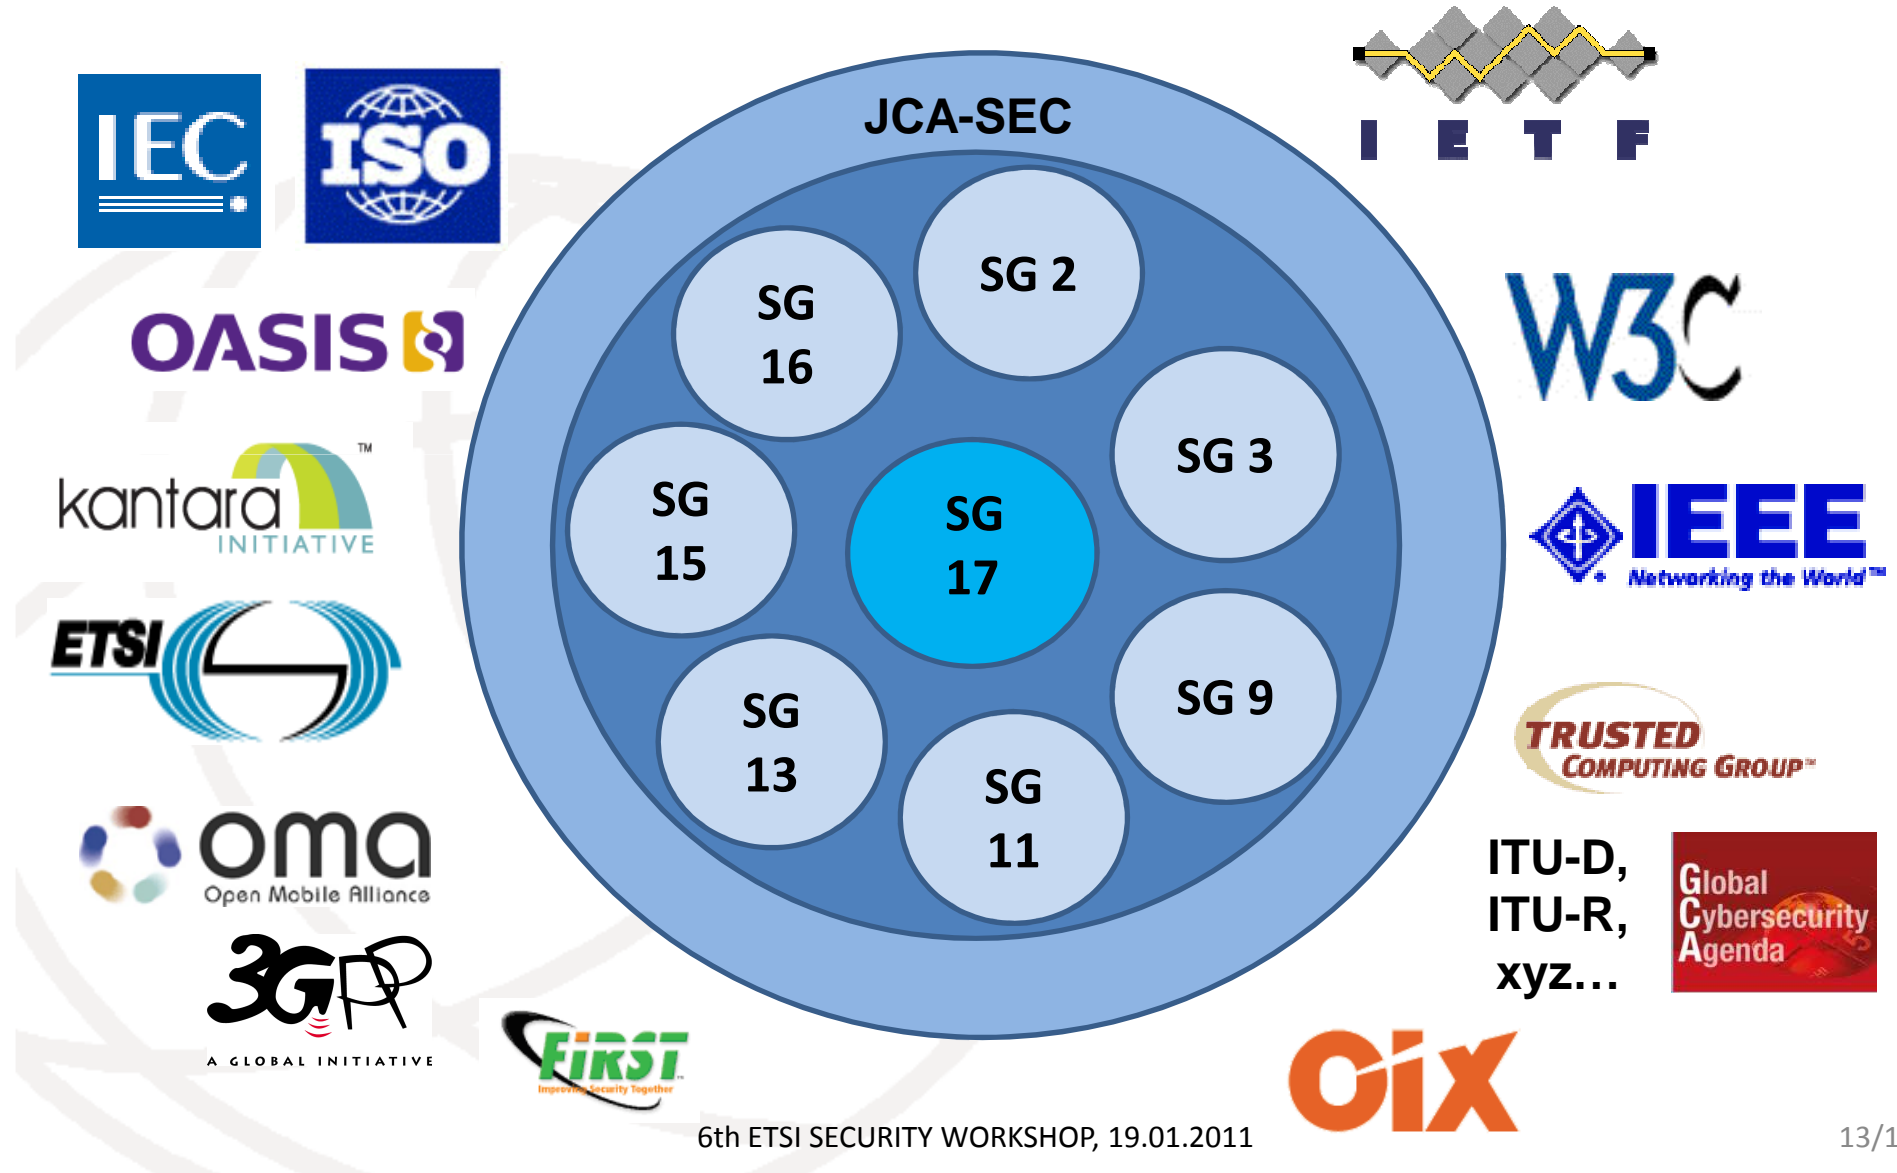 IEC
ISO
JCA-SEC
I E T F
SG 2
SG
16
OASIS
W3C
SG 3
kantara
INITIATIVE
TM
SG
15
SG
17
IEEE
Networking the World™
ETSI
SG 9
SG
13
TRUSTED
COMPUTING GROUP™
SG
11
oma
Open Mobile Alliance
ITU-D,
ITU-R,
xyz...
Global
Cybersecurity
Agenda
3GPP
A GLOBAL INITIATIVE
FiRST
Improving Security Together
OiX
6th ETSI SECURITY WORKSHOP, 19.01.2011
13/1